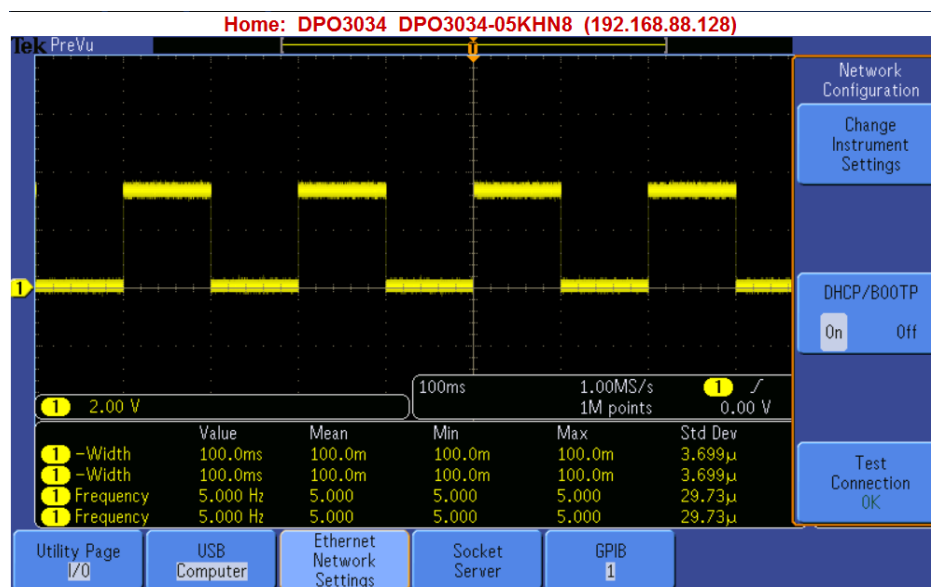 Home: DPO3034 DPO3034-05KHN8 (192.168.88.128)
Tek PreVu
T
Network
Configuration
Change
Instrument
Settings
1
DHCP/BOOTP
On Off
100ms 1.00MS/s 1
1 2.00 V 1M points 0.00 V
Value Mean Min Max Std Dev
1 -Width 100.0ms 100.0m 100.0m 100.0m 3.699μ
1 -Width 100.0ms 100.0m 100.0m 100.0m 3.699μ
1 Frequency 5.000 Hz 5.000 5.000 5.000 29.73μ
1 Frequency 5.000 Hz 5.000 5.000 5.000 29.73μ
Test
Connection
OK
Utility Page
I/O
USB
Computer
Ethernet
Network
Settings
Socket
Server
GPIB
1